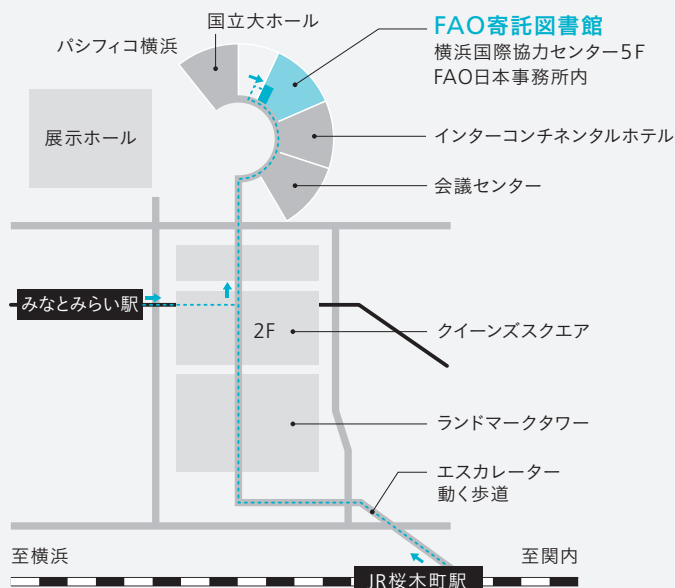 国立大ホール
パシフィコ横浜
FAO寄託図書館
横浜国際協力センター5F
FAO日本事務所内
展示ホール
インターコンチネンタルホテル
会議センター
みなとみらい駅
2F
クイーンズスクエア
ランドマークタワー
エスカレーター
動く歩道
至横浜
至関内
JR桜木町駅